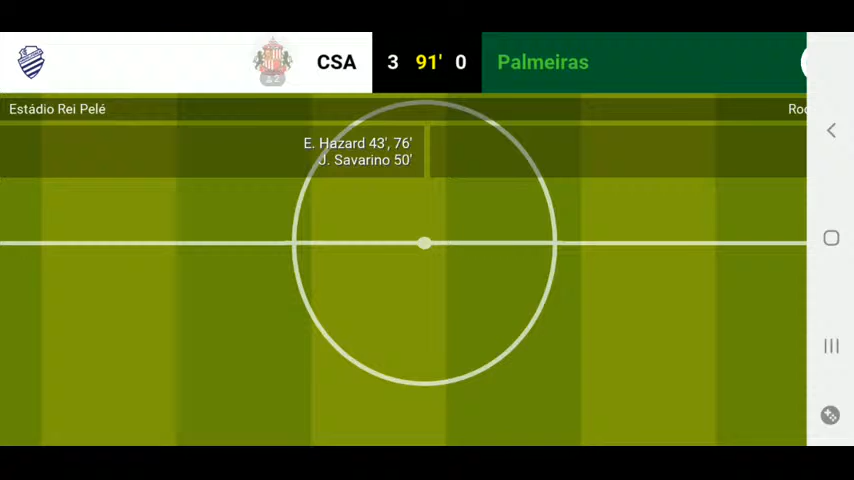 CSA 3 91' 0 Palmeiras
Estádio Rei Pelé
E. Hazard 43', 76'
J. Savarino 50'